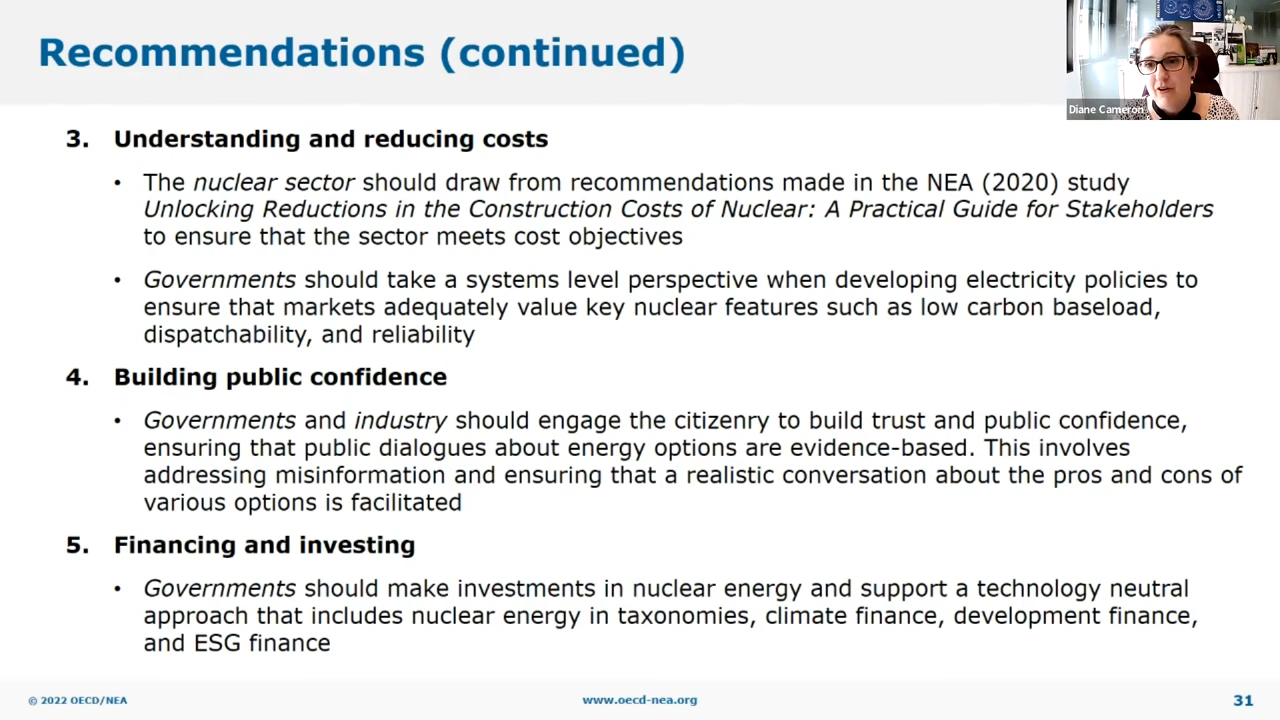 Recommendations (continued)
Diane Cameron
3. Understanding and reducing costs
• The nuclear sector should draw from recommendations made in the NEA (2020) study
Unlocking Reductions in the Construction Costs of Nuclear: A Practical Guide for Stakeholders
to ensure that the sector meets cost objectives
• Governments should take a systems level perspective when developing electricity policies to
ensure that markets adequately value key nuclear features such as low carbon baseload,
dispatchability, and reliability
4. Building public confidence
• Governments and industry should engage the citizenry to build trust and public confidence,
ensuring that public dialogues about energy options are evidence-based. This involves
addressing misinformation and ensuring that a realistic conversation about the pros and cons of
various options is facilitated
5. Financing and investing
• Governments should make investments in nuclear energy and support a technology neutral
approach that includes nuclear energy in taxonomies, climate finance, development finance,
and ESG finance
© 2022 OECD/NEA
www.oecd-nea.org
31